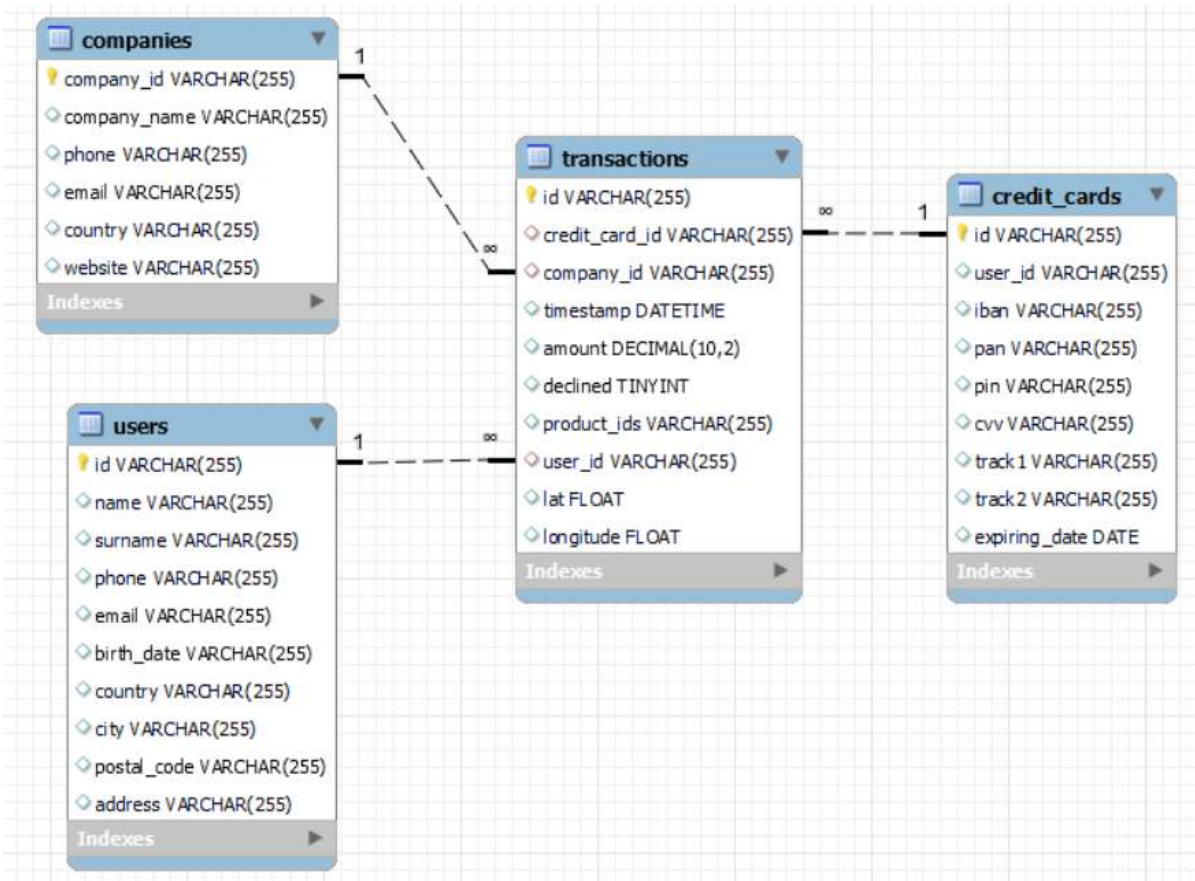 companies
company_id VARCHAR(255)
company_name VARCHAR(255)
phone VARCHAR(255)
email VARCHAR(255)
country VARCHAR(255)
website VARCHAR(255)
Indexes
1
∞
users
id VARCHAR(255)
name VARCHAR(255)
surname VARCHAR(255)
phone VARCHAR(255)
email VARCHAR(255)
birth_date VARCHAR(255)
country VARCHAR(255)
city VARCHAR(255)
postal_code VARCHAR(255)
address VARCHAR(255)
Indexes
1
∞
transactions
id VARCHAR(255)
credit_card_id VARCHAR(255)
company_id VARCHAR(255)
timestamp DATETIME
amount DECIMAL(10,2)
declined TINYINT
product_ids VARCHAR(255)
user_id VARCHAR(255)
lat FLOAT
longitude FLOAT
Indexes
∞
1
credit_cards
id VARCHAR(255)
user_id VARCHAR(255)
iban VARCHAR(255)
pan VARCHAR(255)
pin VARCHAR(255)
cvv VARCHAR(255)
track1 VARCHAR(255)
track2 VARCHAR(255)
expiring_date DATE
Indexes